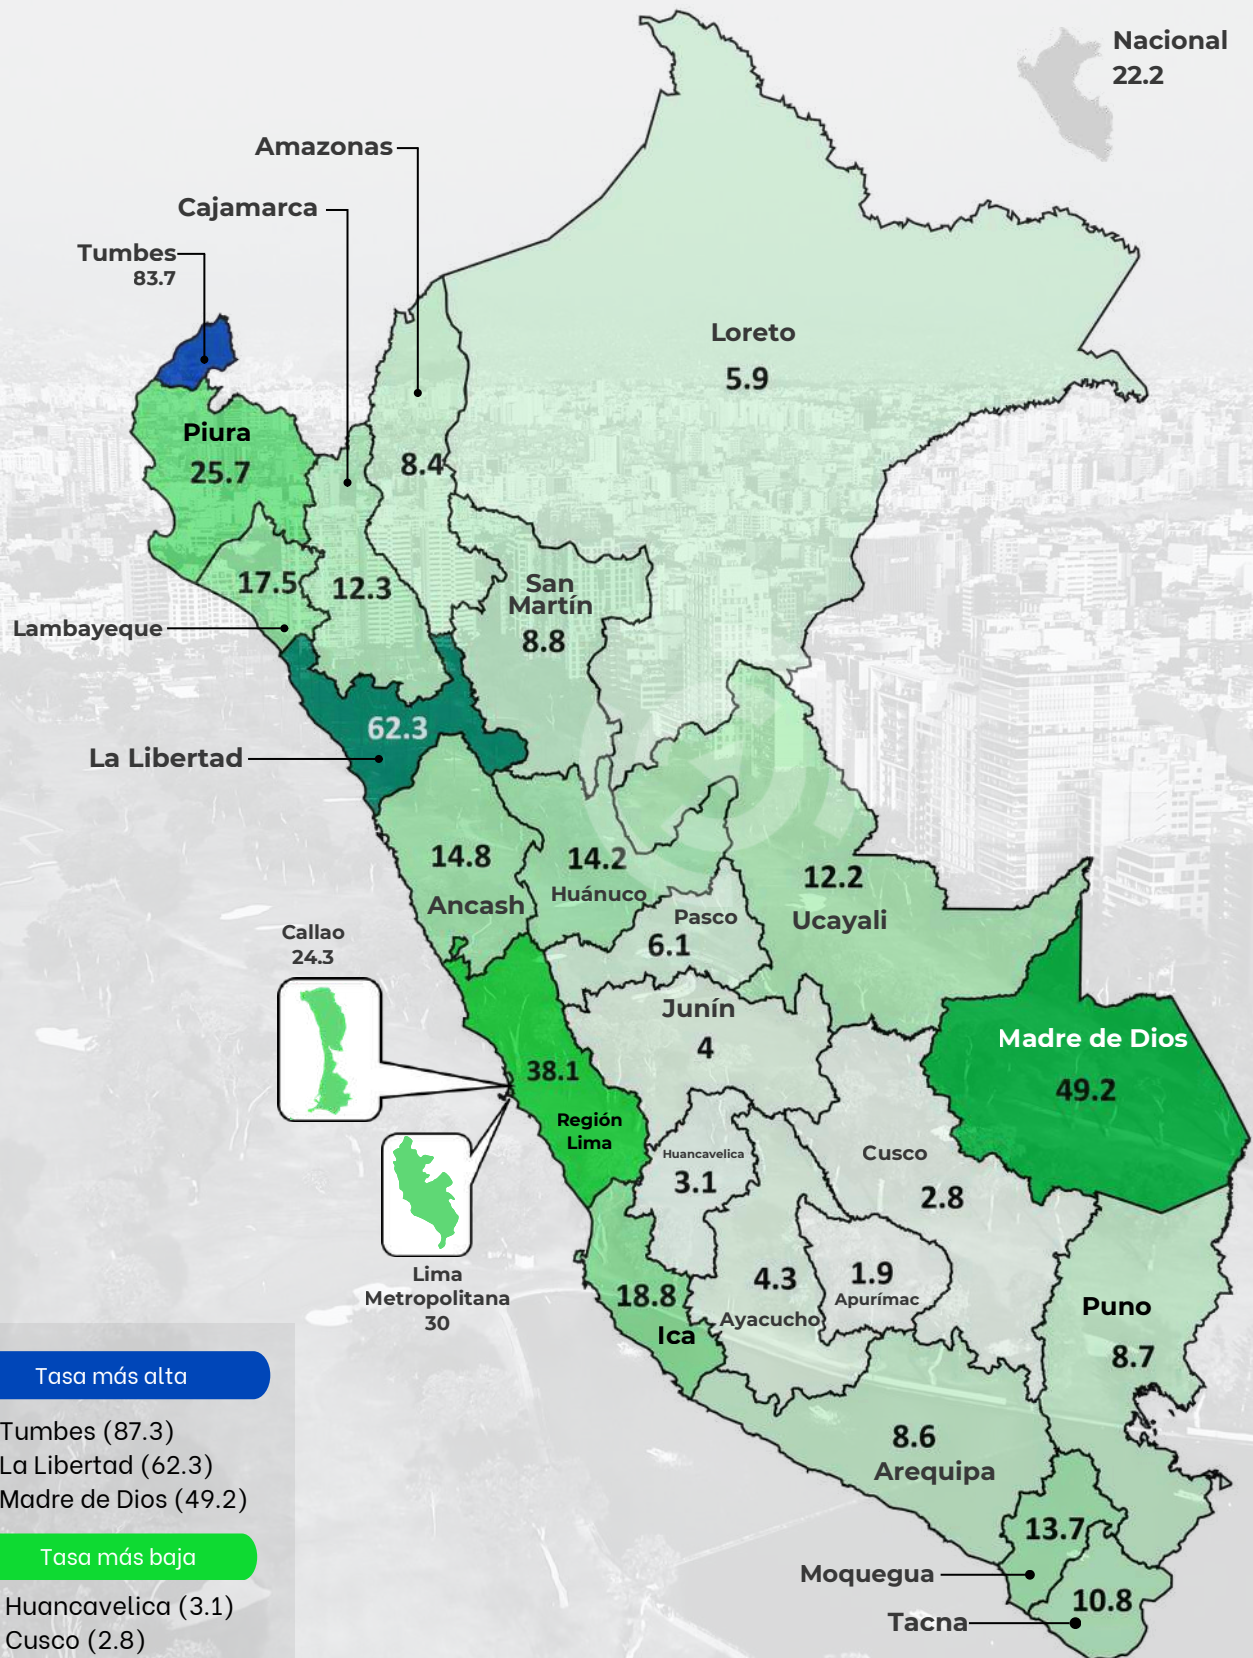 Nacional
22.2
Amazonas
Cajamarca
Tumbes
83.7
Loreto
5.9
Piura
25.7
8.4
17.5
12.3
San
Martín
8.8
Lambayeque
62.3
La Libertad
14.8
Ancash
14.2
Huánuco
12.2
Ucayali
Pasco
6.1
Callao
24.3
Junín
4
Madre de Dios
49.2
38.1
Región
Lima
Huancavelica
3.1
Cusco
2.8
Lima
Metropolitana
30
18.8
Ica
4.3
Ayacucho
1.9
Apurímac
Puno
8.7
8.6
Arequipa
13.7
Moquegua
10.8
Tacna
Tasa más alta
Tumbes (87.3)
La Libertad (62.3)
Madre de Dios (49.2)
Tasa más baja
Huancavelica (3.1)
Cusco (2.8)